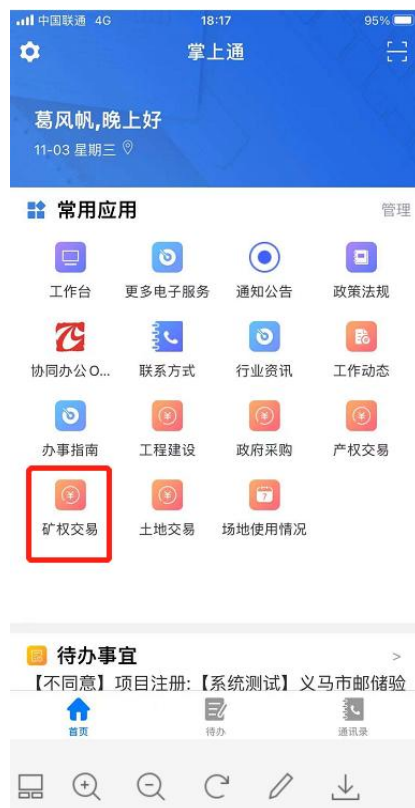 中国联通 4G 18:17 95%
掌上通
葛风帆,晚上好
11-03 星期三
常用应用 管理
工作台 更多电子服务 通知公告 政策法规
协同办公O... 联系方式 行业资讯 工作动态
办事指南 工程建设 政府采购 产权交易
7
矿权交易 土地交易 场地使用情况
待办事宜 >
【不同意】项目注册:【系统测试】义马市邮储验
首页 待办 通讯录